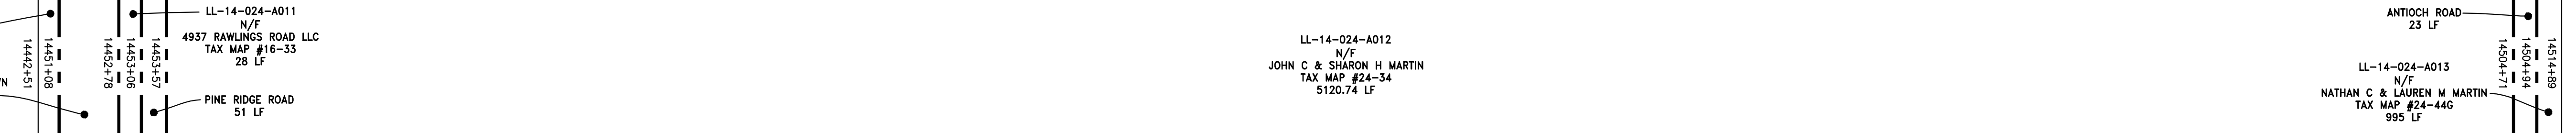 14442+51
14451+08
14452+78
14453+06
14453+57
LL-14-024-A011
N/F
4937 RAWLINGS ROAD LLC
TAX MAP #16-33
28 LF
PINE RIDGE ROAD
51 LF
LL-14-024-A012
N/F
JOHN C & SHARON H MARTIN
TAX MAP #24-34
5120.74 LF
ANTIOCH ROAD
23 LF
LL-14-024-A013
N/F
NATHAN C & LAUREN M MARTIN
TAX MAP #24-44G
995 LF
14504+71
14504+94
14514+89